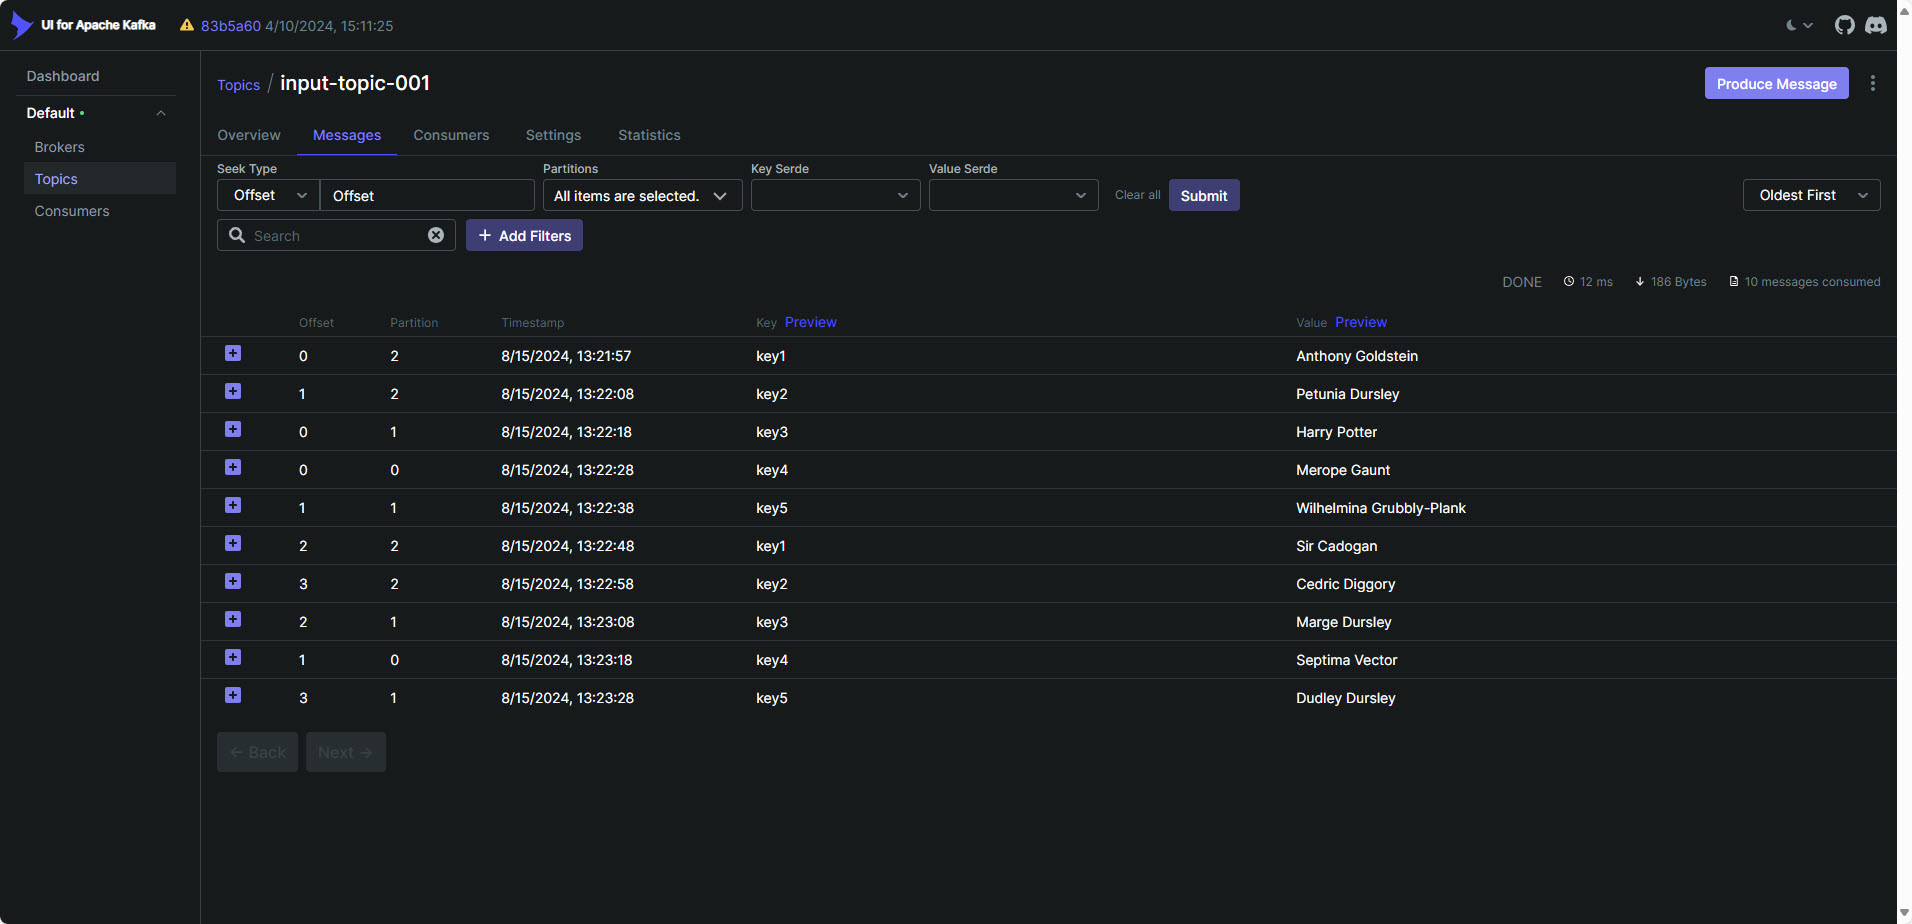 UI for Apache Kafka 83b5a60 4/10/2024, 15:11:25
Dashboard
Default
Brokers
Topics
Consumers
Topics / input-topic-001 Produce Message
Overview Messages Consumers Settings Statistics
Seek Type Partitions Key Serde Value Serde
Offset Offset All items are selected. Clear all Submit Oldest First
Search + Add Filters
DONE 12 ms 186 Bytes 10 messages consumed
Offset Partition Timestamp Key Preview Value Preview
0 2 8/15/2024, 13:21:57 key1 Anthony Goldstein
1 2 8/15/2024, 13:22:08 key2 Petunia Dursley
0 1 8/15/2024, 13:22:18 key3 Harry Potter
0 0 8/15/2024, 13:22:28 key4 Merope Gaunt
1 1 8/15/2024, 13:22:38 key5 Wilhelmina Grubbly-Plank
2 2 8/15/2024, 13:22:48 key1 Sir Cadogan
3 2 8/15/2024, 13:22:58 key2 Cedric Diggory
2 1 8/15/2024, 13:23:08 key3 Marge Dursley
1 0 8/15/2024, 13:23:18 key4 Septima Vector
3 1 8/15/2024, 13:23:28 key5 Dudley Dursley
← Back Next →